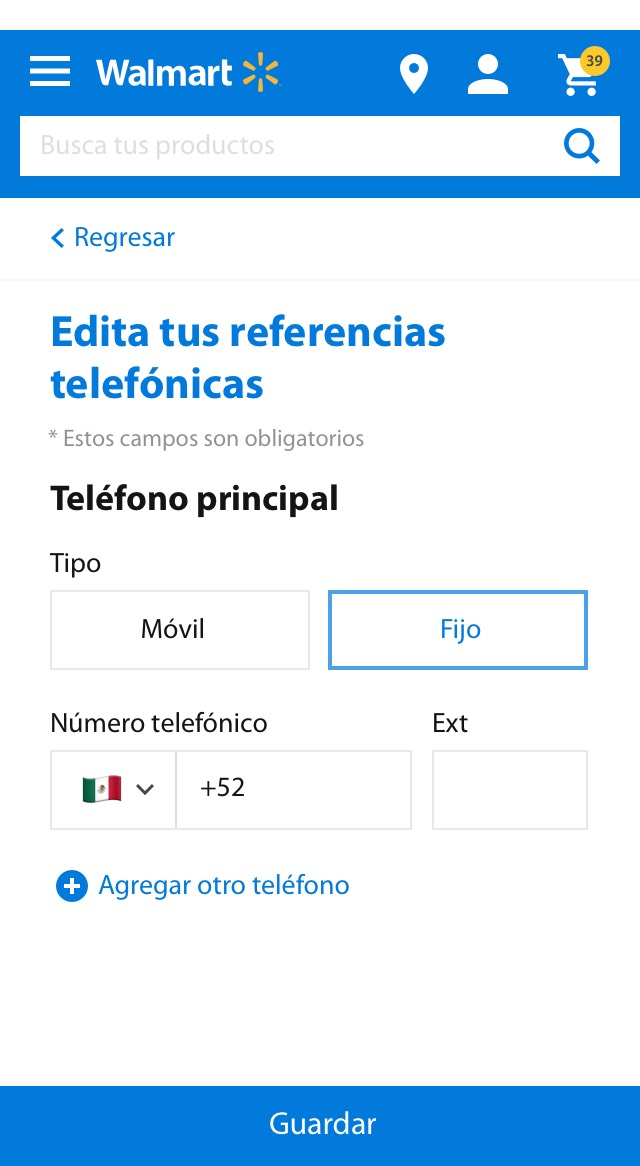 Walmart
39
Busca tus productos
Regresar
Edita tus referencias
telefónicas
* Estos campos son obligatorios
Teléfono principal
Tipo
Móvil
Fijo
Número telefónico
Ext
+52
Agregar otro teléfono
Guardar